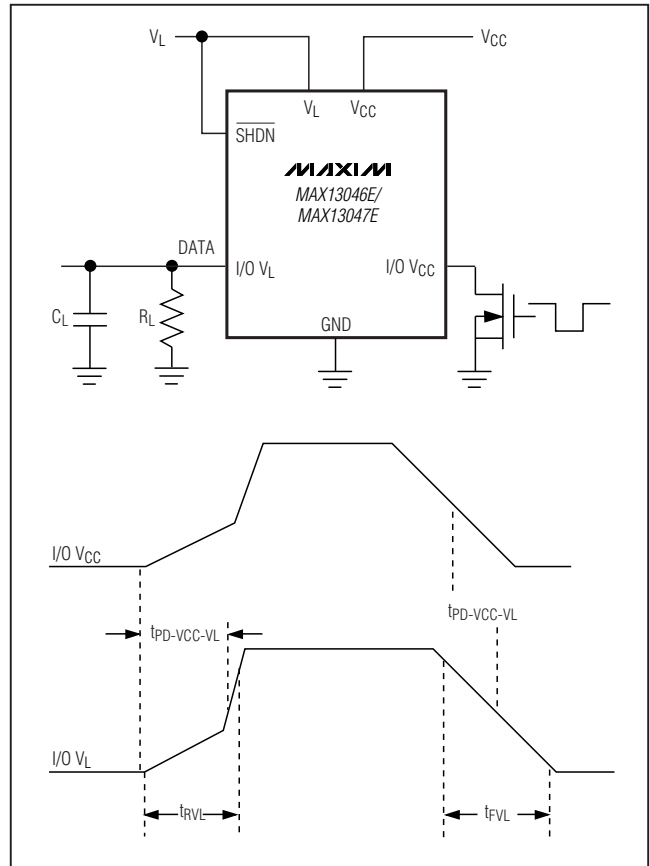 VL
VCC
VL
VCC
SHDN
MAXIM
MAX13046E/
MAX13047E
DATA
I/O VL
I/O VCC
CL
RL
GND
I/O VCC
tPD-VCC-VL
tPD-VCC-VL
I/O VL
tRVL
tFVL